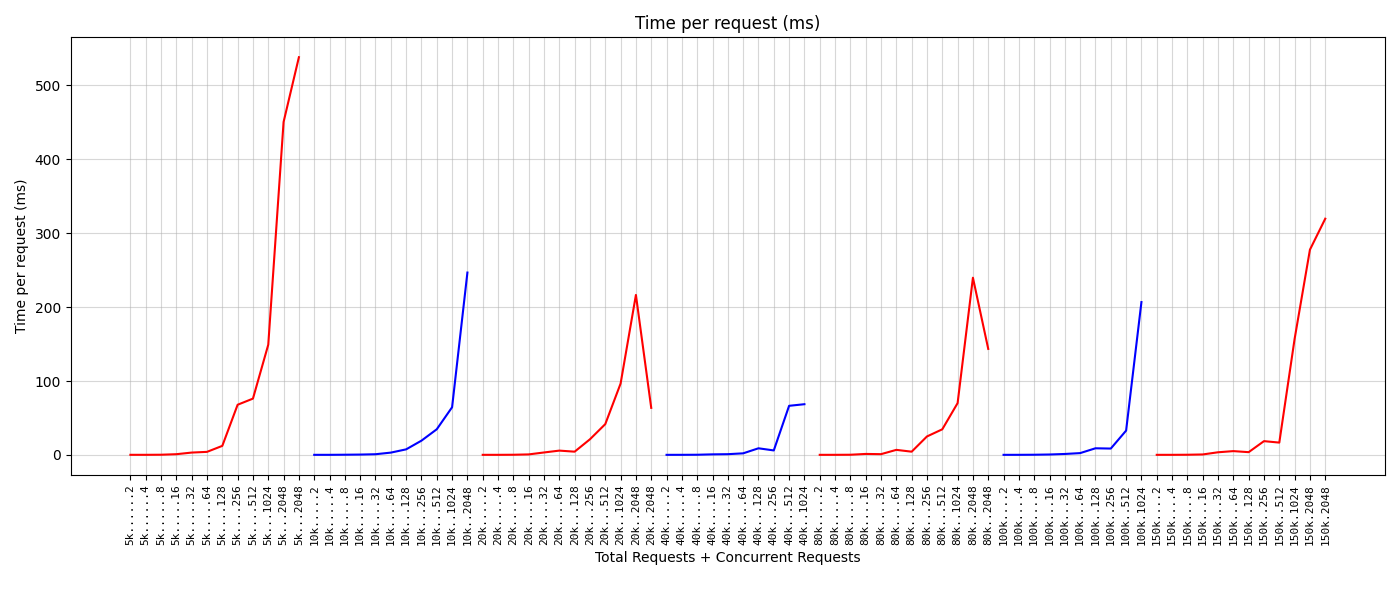 Time per request (ms)
Time per request (ms)
500
400
300
200
100
0
5k......2
5k......4
5k......8
5k.....16
5k.....32
5k.....64
5k....128
5k....256
5k....512
5k...1024
5k...2048
5k...2048
10k.....2
10k.....4
10k.....8
10k....16
10k....32
10k....64
10k...128
10k...256
10k...512
10k..1024
10k..2048
20k.....2
20k.....4
20k.....8
20k....16
20k....32
20k....64
20k...128
20k...256
20k...512
20k..1024
20k..2048
20k..2048
40k.....2
40k.....4
40k.....8
40k....16
40k....32
40k....64
40k...128
40k...256
40k...512
40k..1024
80k.....2
80k.....4
80k.....8
80k....16
80k....32
80k....64
80k...128
80k...256
80k...512
80k..1024
80k..2048
80k..2048
100k....2
100k....4
100k....8
100k...16
100k...32
100k...64
100k..128
100k..256
100k..512
100k.1024
150k....2
150k....4
150k....8
150k...16
150k...32
150k...64
150k..128
150k..256
150k..512
150k.1024
150k.2048
150k.2048
Total Requests + Concurrent Requests